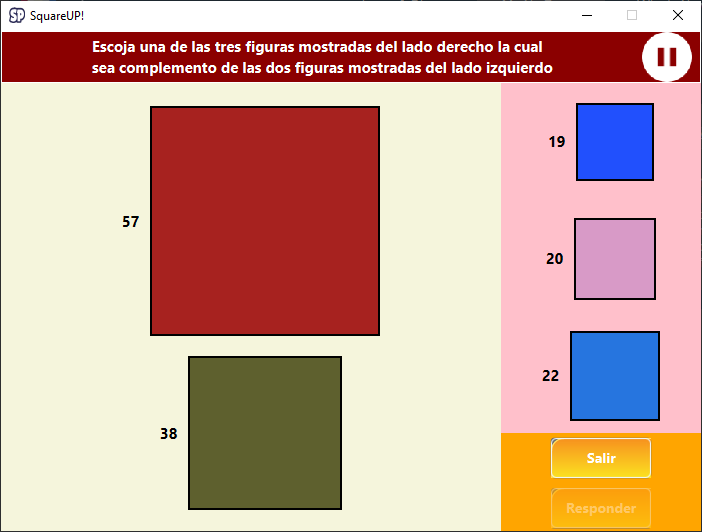 SquareUP!
Escoja una de las tres figuras mostradas del lado derecho la cual
sea complemento de las dos figuras mostradas del lado izquierdo
57
38
19
20
22
Salir
Responder